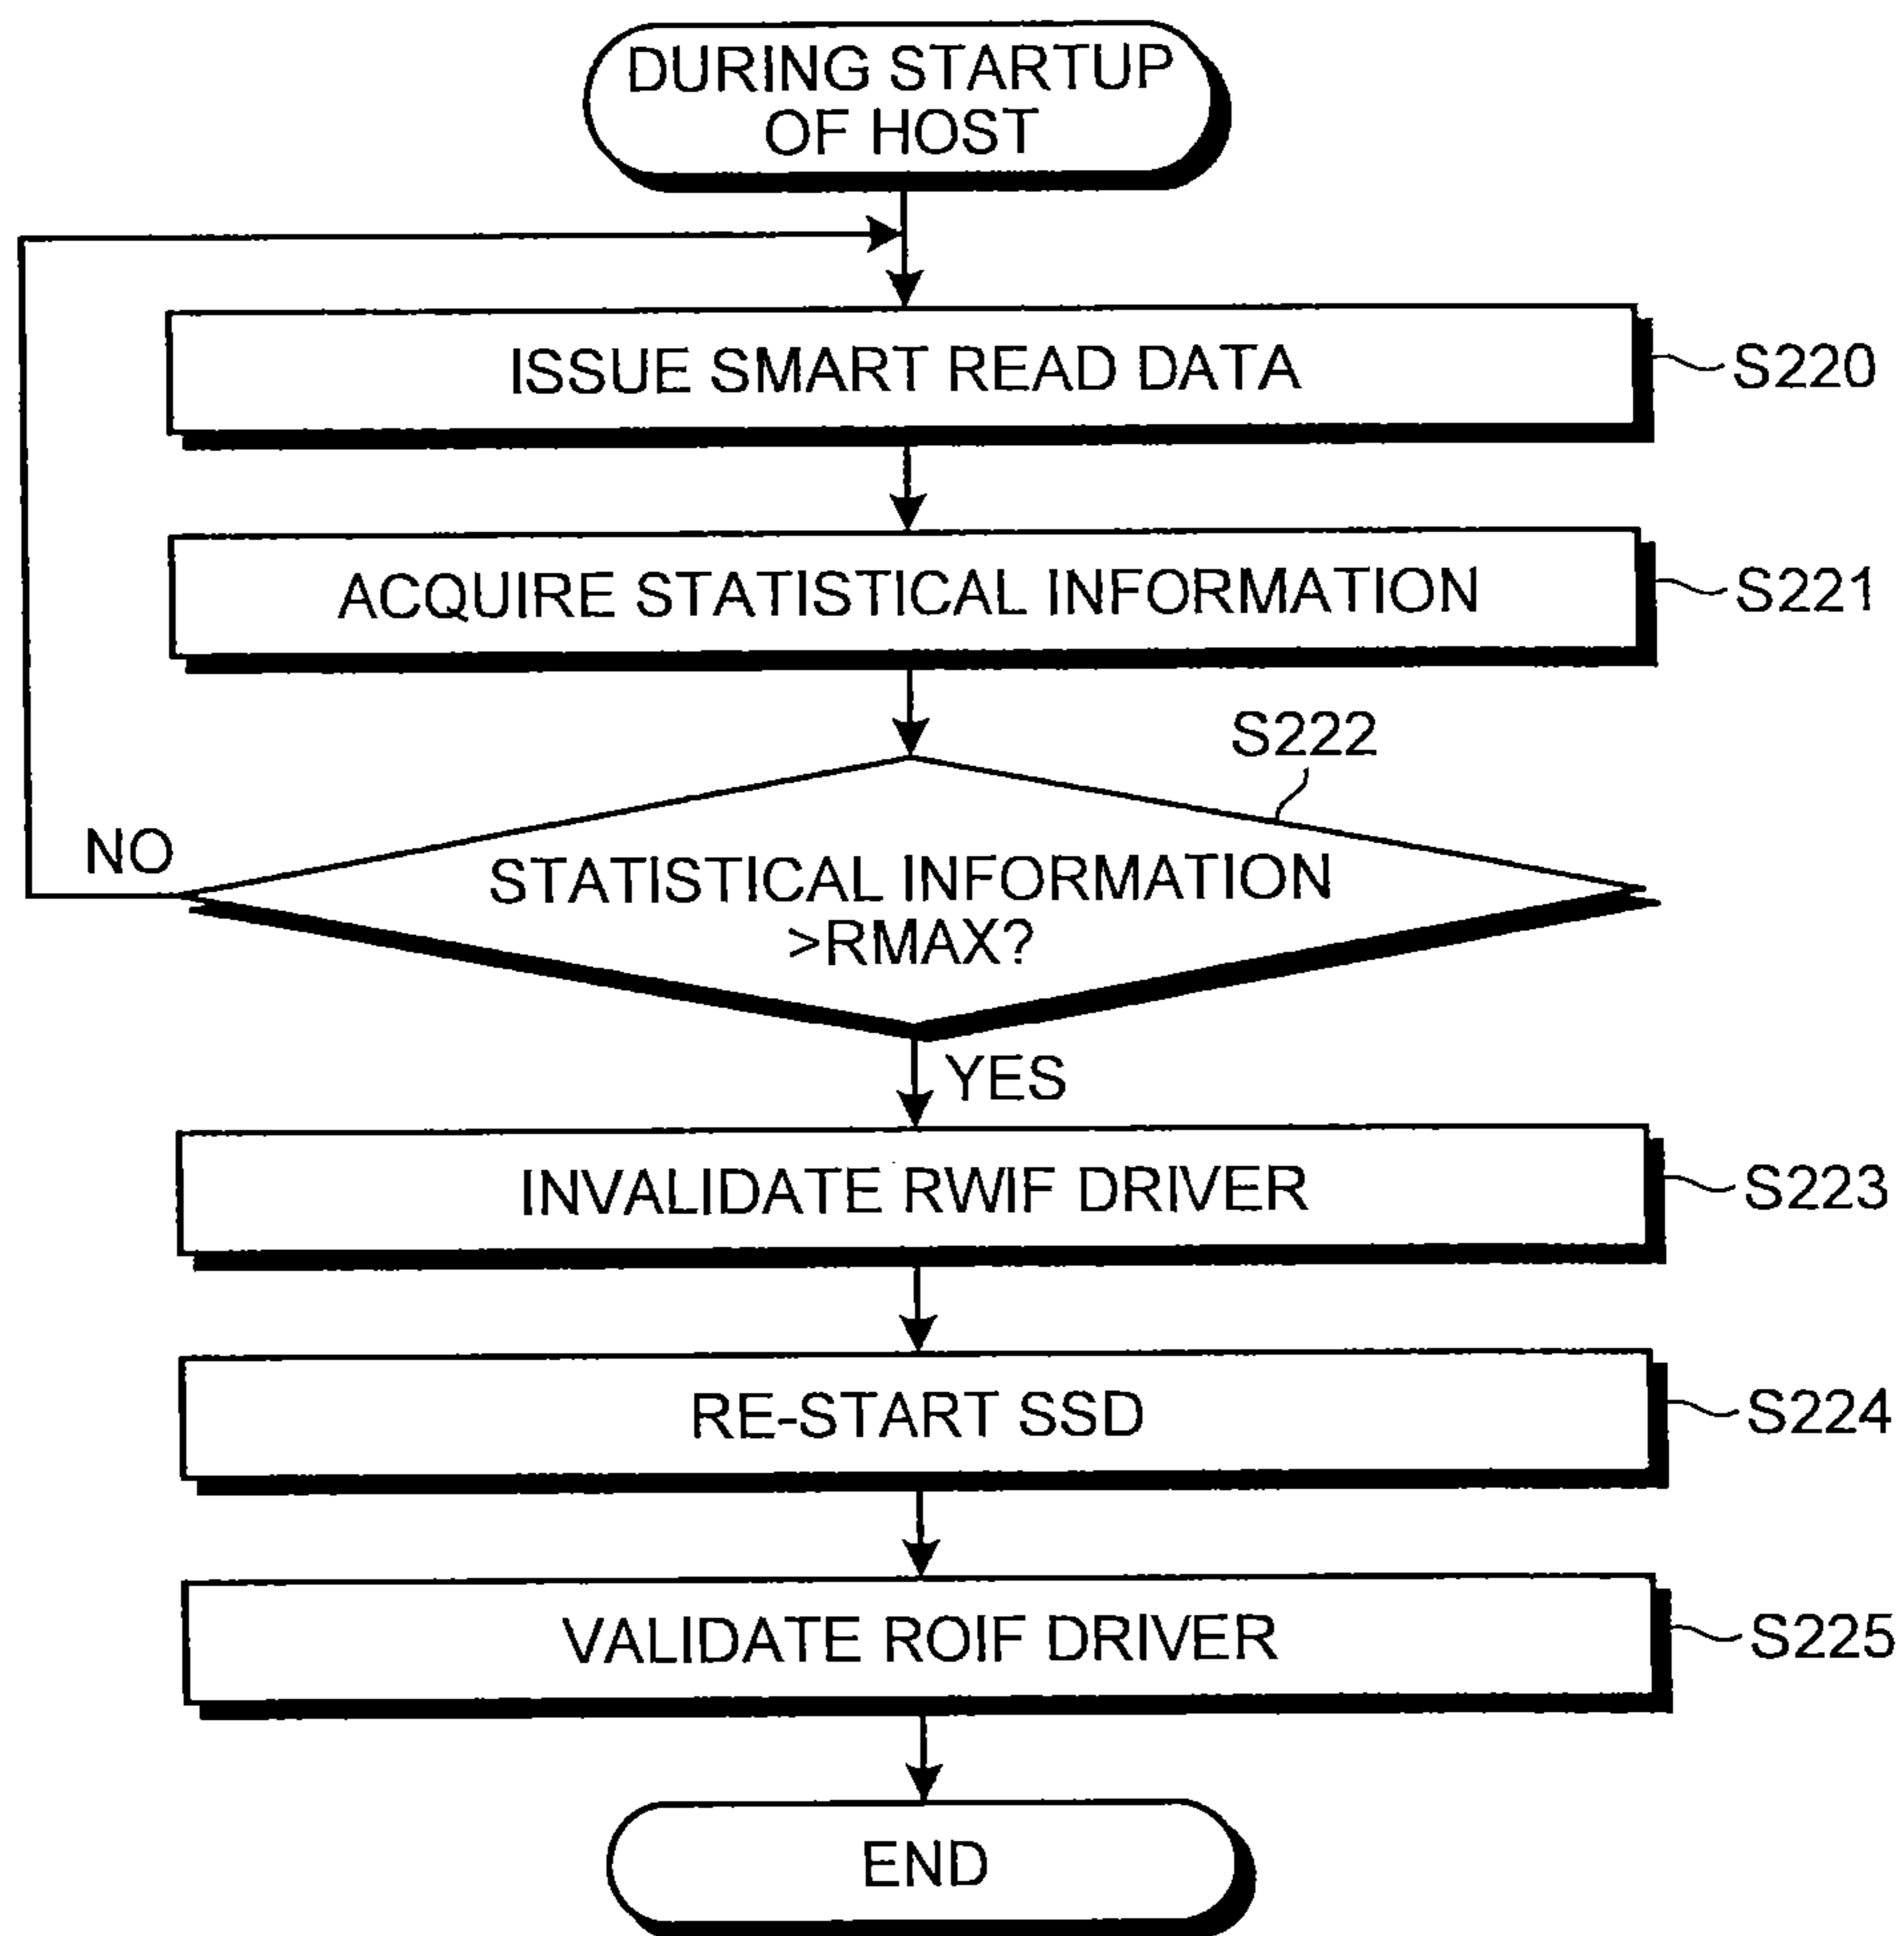 DURING STARTUP
OF HOST
ISSUE SMART READ DATA
S220
ACQUIRE STATISTICAL INFORMATION
S221
S222
NO
STATISTICAL INFORMATION
>RMAX?
YES
INVALIDATE RWIF DRIVER
S223
RE-START SSD
S224
VALIDATE ROIF DRIVER
S225
END